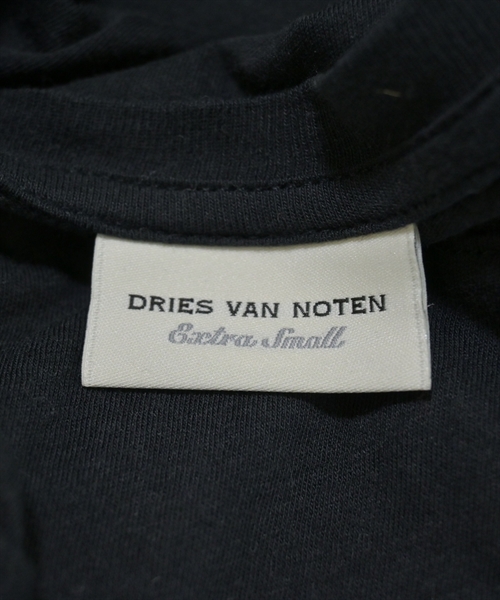 DRIES VAN NOTEN
Extra Small